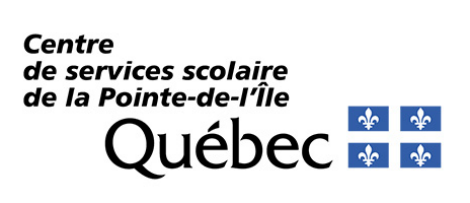 Centre
de services scolaire
de la Pointe-de-l'Île
Québec